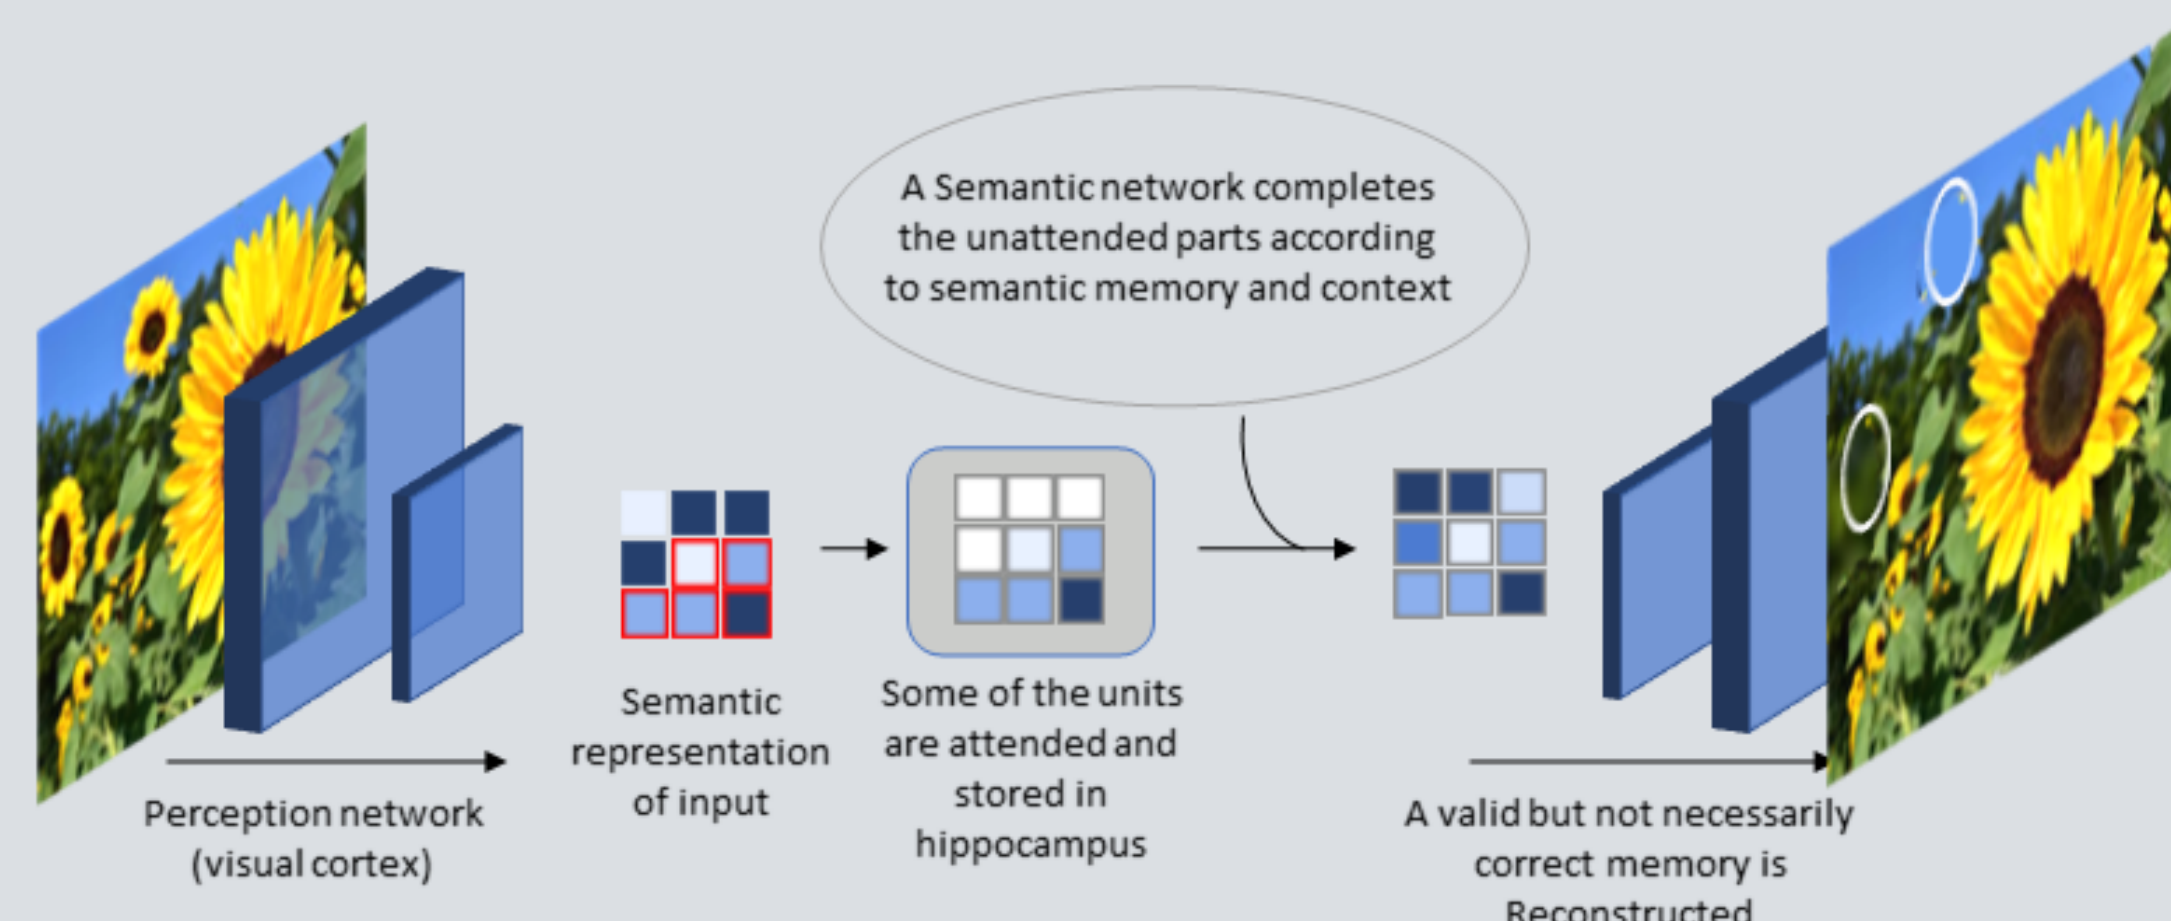 A Semantic network completes
the unattended parts according
to semantic memory and context
Perception network
(visual cortex)
Semantic
representation
of input
Some of the units
are attended and
stored in
hippocampus
A valid but not necessarily
correct memory is
Reconstructed